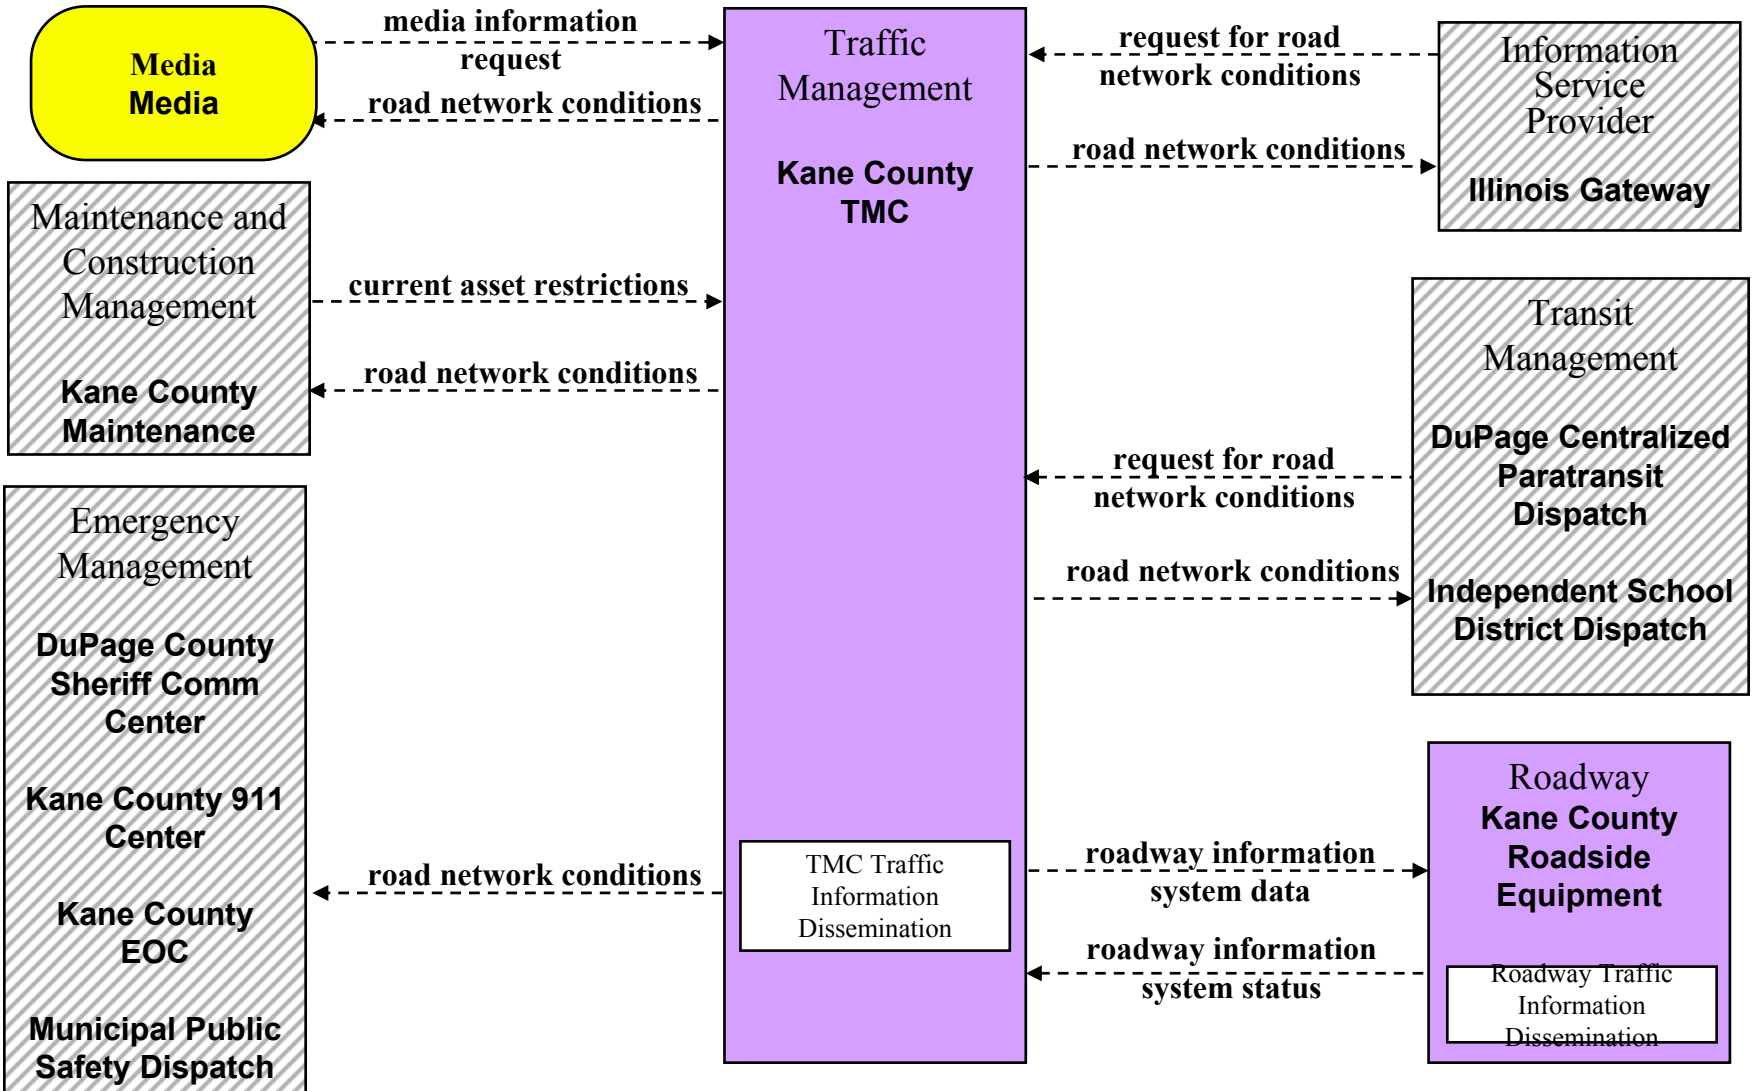 Media
Media
media information
request
road network conditions
Maintenance and
Construction
Management
Kane County
Maintenance
current asset restrictions
road network conditions
Emergency
Management
DuPage County
Sheriff Comm
Center
Kane County 911
Center
Kane County
EOC
Municipal Public
Safety Dispatch
road network conditions
Traffic
Management
Kane County
TMC
TMC Traffic
Information
Dissemination
request for road
network conditions
road network conditions
Information
Service
Provider
Illinois Gateway
request for road
network conditions
road network conditions
Transit
Management
DuPage Centralized
Paratransit
Dispatch
Independent School
District Dispatch
roadway information
system data
roadway information
system status
Roadway
Kane County
Roadside
Equipment
Roadway Traffic
Information
Dissemination